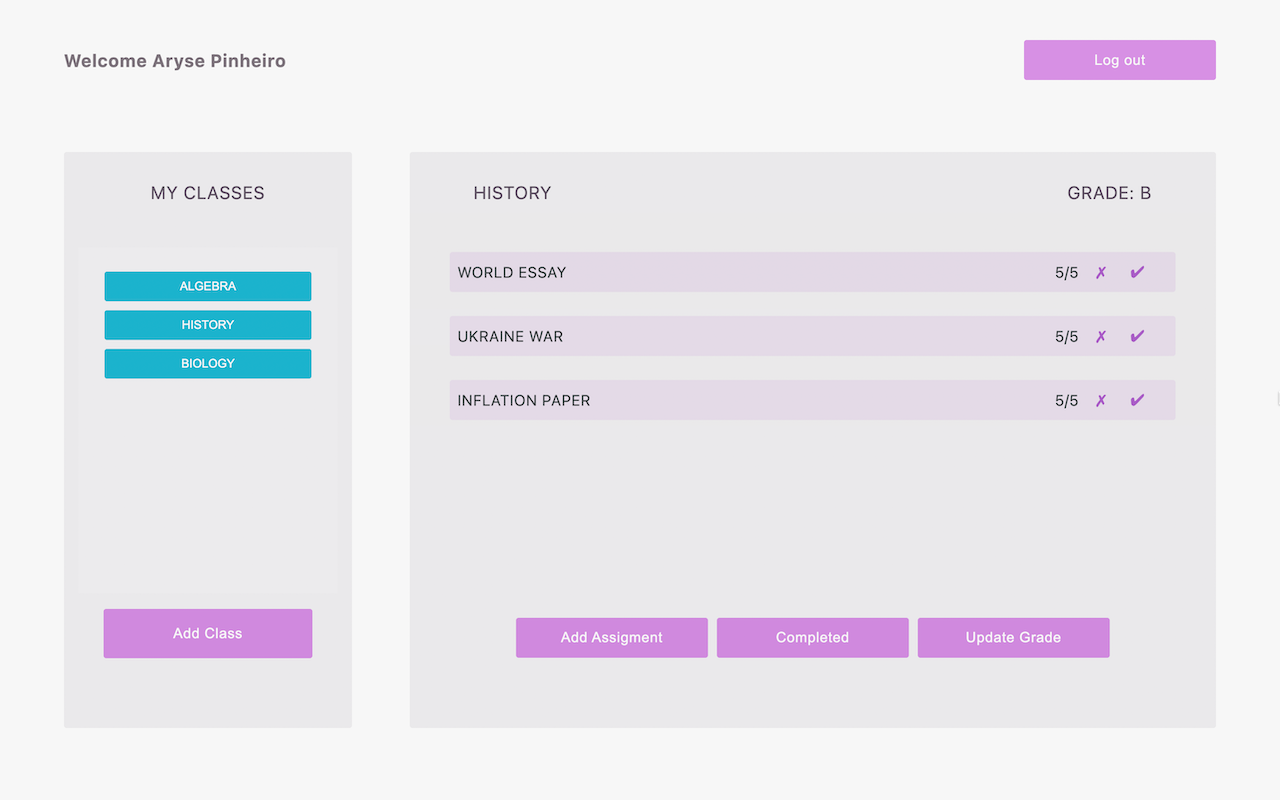 Welcome Aryse Pinheiro
Log out
MY CLASSES
ALGEBRA
HISTORY
BIOLOGY
Add Class
HISTORY GRADE: B
WORLD ESSAY 5/5 ✗ ✔
UKRAINE WAR 5/5 ✗ ✔
INFLATION PAPER 5/5 ✗ ✔
Add Assigment Completed Update Grade